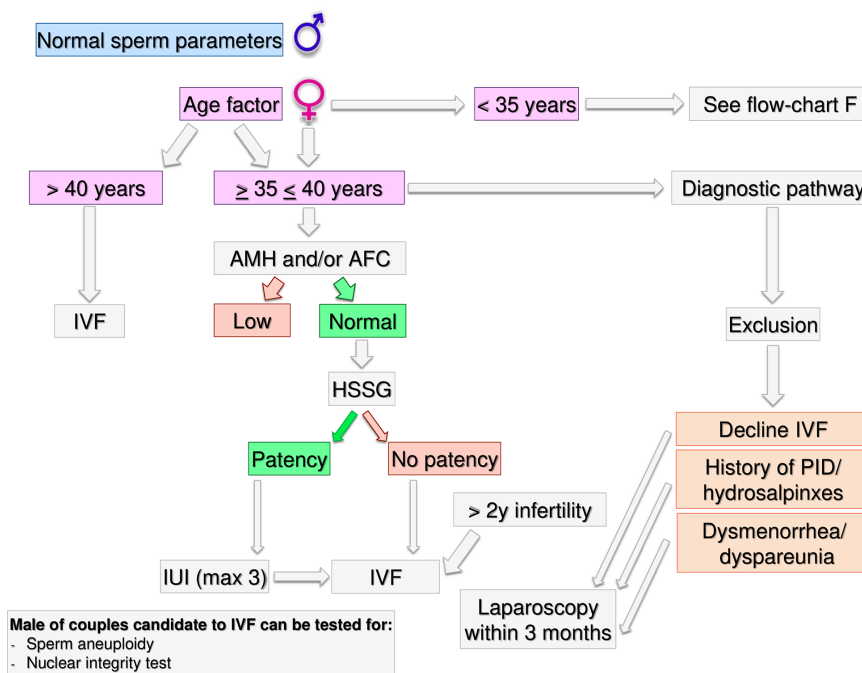 Normal sperm parameters
Age factor
< 35 years
See flow-chart F
> 40 years
≥ 35 ≤ 40 years
Diagnostic pathway
AMH and/or AFC
IVF
Low
Normal
Exclusion
HSSG
Decline IVF
Patency
No patency
History of PID/
hydrosalpinxes
> 2y infertility
Dysmenorrhea/
dyspareunia
IUI (max 3)
IVF
Laparoscopy
within 3 months
Male of couples candidate to IVF can be tested for:
- Sperm aneuploidy
- Nuclear integrity test